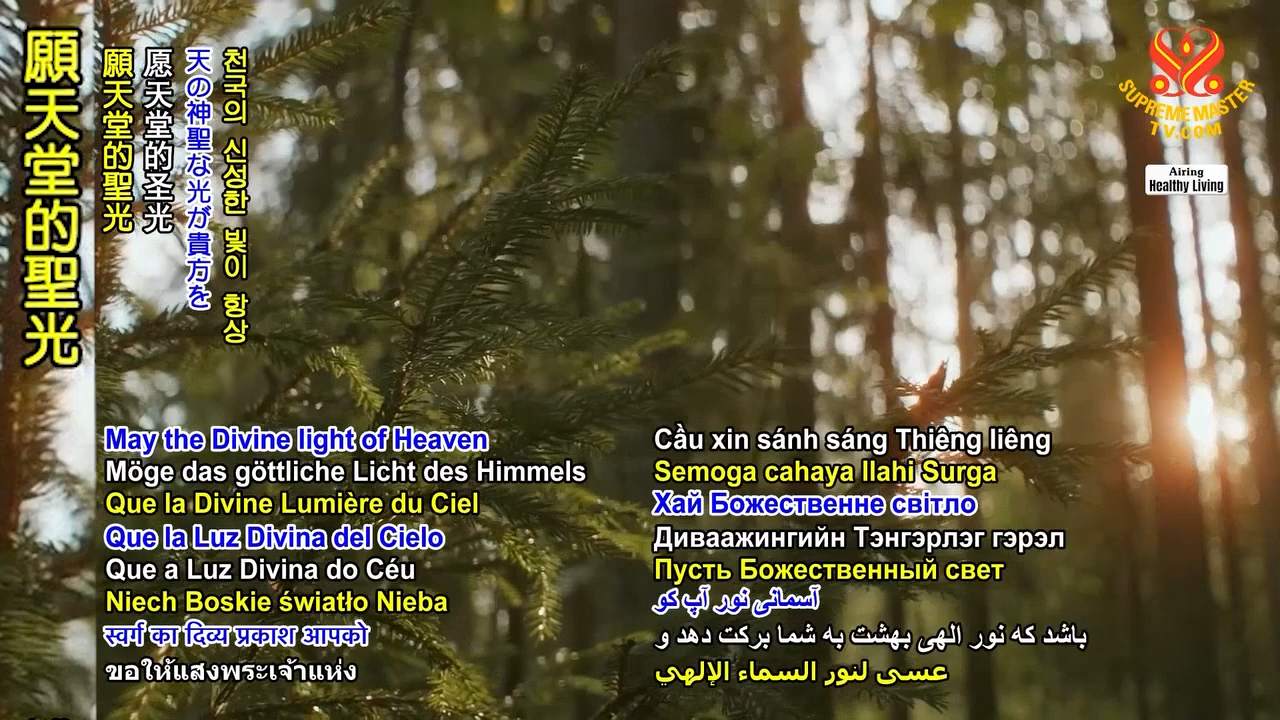 願天堂的聖光
願天堂的聖光
愿天堂的圣光
天の神聖な光が貴方を
천국의 신성한 빛이 항상
SUPREME MASTER
TV.COM
Airing
Healthy Living
May the Divine light of Heaven
Möge das göttliche Licht des Himmels
Que la Divine Lumière du Ciel
Que la Luz Divina del Cielo
Que a Luz Divina do Céu
Niech Boskie światło Nieba
स्वर्ग का दिव्य प्रकाश आपको
ขอให้แสงพระเจ้าแห่ง
Cầu xin sánh sáng Thiêng liêng
Semoga cahaya Ilahi Surga
Хай Божественне світло
Диваажингийн Тэнгэрлэг гэрэл
Пусть Божественный свет
آسمانی نور آپ کو
باشد که نور الهی بهشت به شما برکت دهد و
عسى لنور السماء الإلهي